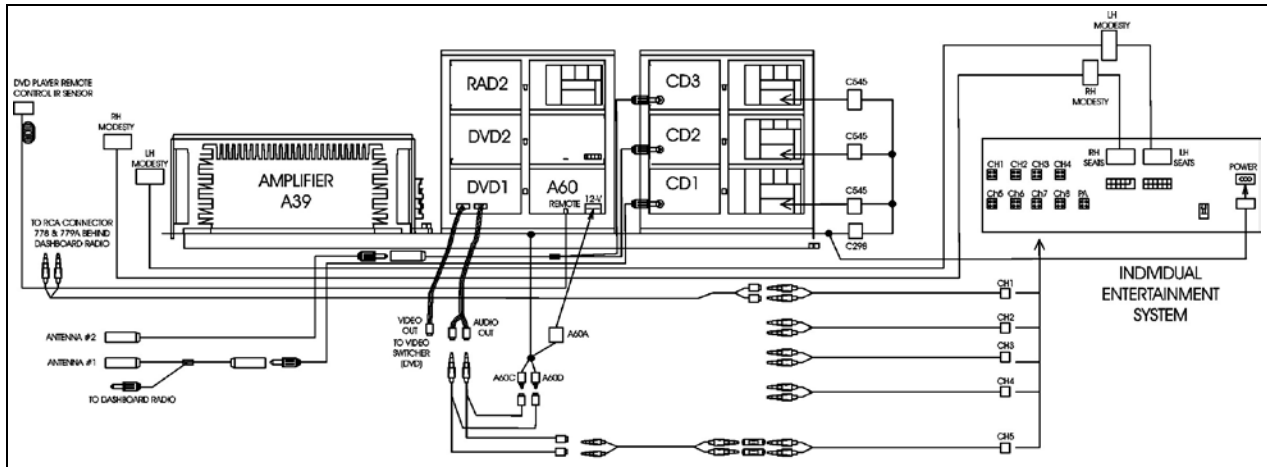 LH
MODESTY
DVD PLAYER REMOTE
CONTROL IR SENSOR
RH
MODESTY
LH
MODESTY
AMPLIFIER
A39
TO RCA CONNECTOR
778 & 779A BEHIND
DASHBOARD RADIO
RAD2
DVD2
DVD1
A60
REMOTE
12-V
CD3
CD2
CD1
C545
C545
C545
C298
RH
MODESTY
RH
SEATS
LH
SEATS
POWER
CH1
CH2
CH3
CH4
Ch5
Ch6
Ch7
Ch8
PA
INDIVIDUAL
ENTERTAINMENT
SYSTEM
ANTENNA #2
ANTENNA #1
TO DASHBOARD RADIO
VIDEO
OUT
TO VIDEO
SWITCHER
(DVD)
AUDIO
OUT
A60A
A60C
A60D
CH1
CH2
CH3
CH4
CH5